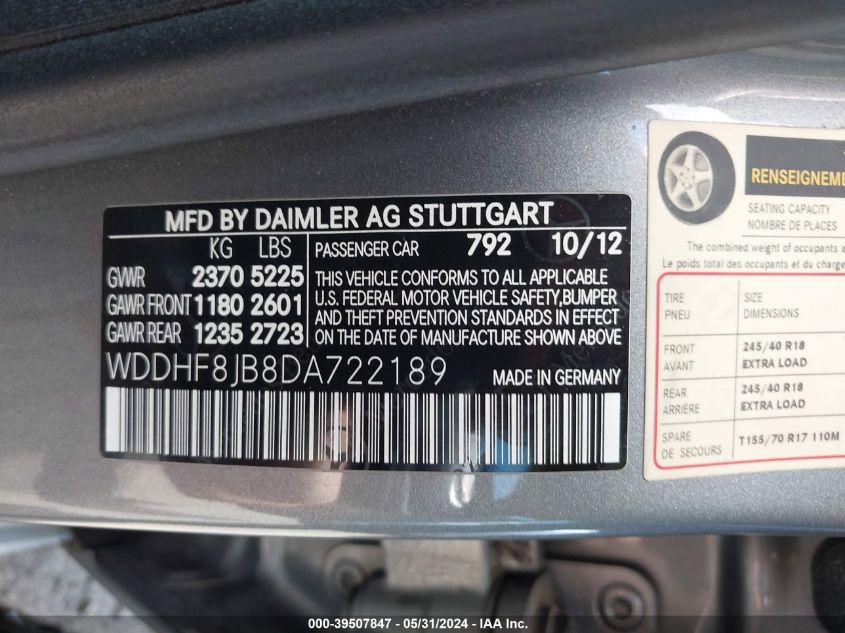 MFD BY DAIMLER AG STUTTGART
KG LBS
GVWR 2370 5225
GAWR FRONT 1180 2601
GAWR REAR 1235 2723
PASSENGER CAR 792 10/12
THIS VEHICLE CONFORMS TO ALL APPLICABLE
U.S. FEDERAL MOTOR VEHICLE SAFETY,BUMPER
AND THEFT PREVENTION STANDARDS IN EFFECT
ON THE DATE OF MANUFACTURE SHOWN ABOVE
WDDHF8JB8DA722189 MADE IN GERMANY
RENSEIGNEME
SEATING CAPACITY
NOMBRE DE PLACES
The combined weight of occupants a
Le poids total des occupants et du charge
TIRE SIZE
PNEU DIMENSIONS
FRONT 245/40 R18
AVANT EXTRA LOAD
REAR 245/40 R18
ARRIÈRE EXTRA LOAD
SPARE T155/70 R17 110M
DE SECOURS
000-39507847 - 05/31/2024 - IAA Inc.